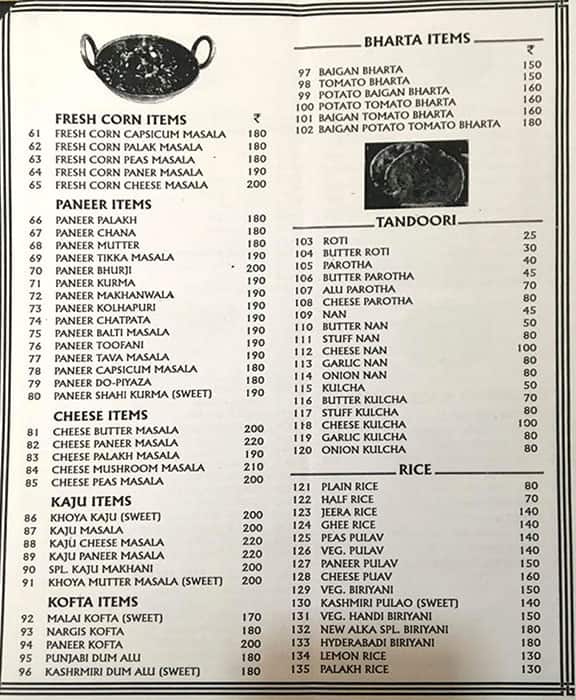 FRESH CORN ITEMS ₹
61 FRESH CORN CAPSICUM MASALA 180
62 FRESH CORN PALAK MASALA 180
63 FRESH CORN PEAS MASALA 180
64 FRESH CORN PANER MASALA 190
65 FRESH CORN CHEESE MASALA 200
PANEER ITEMS
66 PANEER PALAKH 180
67 PANEER CHANA 180
68 PANEER MUTTER 180
69 PANEER TIKKA MASALA 190
70 PANEER BHURJI 200
71 PANEER KURMA 190
72 PANEER MAKHANWALA 190
73 PANEER KOLHAPURI 190
74 PANEER CHATPATA 190
75 PANEER BALTI MASALA 190
76 PANEER TOOFANI 190
77 PANEER TAVA MASALA 190
78 PANEER CAPSICUM MASALA 180
79 PANEER DO-PIYAZA 180
80 PANEER SHAHI KURMA (SWEET) 190
CHEESE ITEMS
81 CHEESE BUTTER MASALA 200
82 CHEESE PANEER MASALA 220
83 CHEESE PALAKH MASALA 190
84 CHEESE MUSHROOM MASALA 210
85 CHEESE PEAS MASALA 200
KAJU ITEMS
86 KHOYA KAJU (SWEET) 200
87 KAJU MASALA 200
88 KAJU CHEESE MASALA 220
89 KAJU PANEER MASALA 220
90 SPL. KAJU MAKHANI 200
91 KHOYA MUTTER MASALA (SWEET) 200
KOFTA ITEMS
92 MALAI KOFTA (SWEET) 170
93 NARGIS KOFTA 180
94 PANEER KOFTA 200
95 PUNJABI DUM ALU 180
96 KASHRMIRI DUM ALU (SWEET) 180
BHARTA ITEMS
₹
97 BAIGAN BHARTA 150
98 TOMATO BHARTA 150
99 POTATO BAIGAN BHARTA 160
100 POTATO TOMATO BHARTA 160
101 BAIGAN TOMATO BHARTA 160
102 BAIGAN POTATO TOMATO BHARTA 180
TANDOORI
103 ROTI 25
104 BUTTER ROTI 30
105 PAROTHA 40
106 BUTTER PAROTHA 45
107 ALU PAROTHA 70
108 CHEESE PAROTHA 80
109 NAN 45
110 BUTTER NAN 50
111 STUFF NAN 80
112 CHEESE NAN 100
113 GARLIC NAN 80
114 ONION NAN 80
115 KULCHA 50
116 BUTTER KULCHA 70
117 STUFF KULCHA 80
118 CHEESE KULCHA 100
119 GARLIC KULCHA 80
120 ONION KULCHA 80
RICE
121 PLAIN RICE 80
122 HALF RICE 70
123 JEERA RICE 140
124 GHEE RICE 140
125 PEAS PULAV 140
126 VEG. PULAV 140
127 PANEER PULAV 150
128 CHEESE PUAV 160
129 VEG. BIRIYANI 150
130 KASHMIRI PULAO (SWEET) 140
131 VEG. HANDI BIRYANI 150
132 NEW ALKA SPL. BIRIYANI 180
133 HYDERABADI BIRYANI 180
134 LEMON RICE 130
135 PALAKH RICE 150